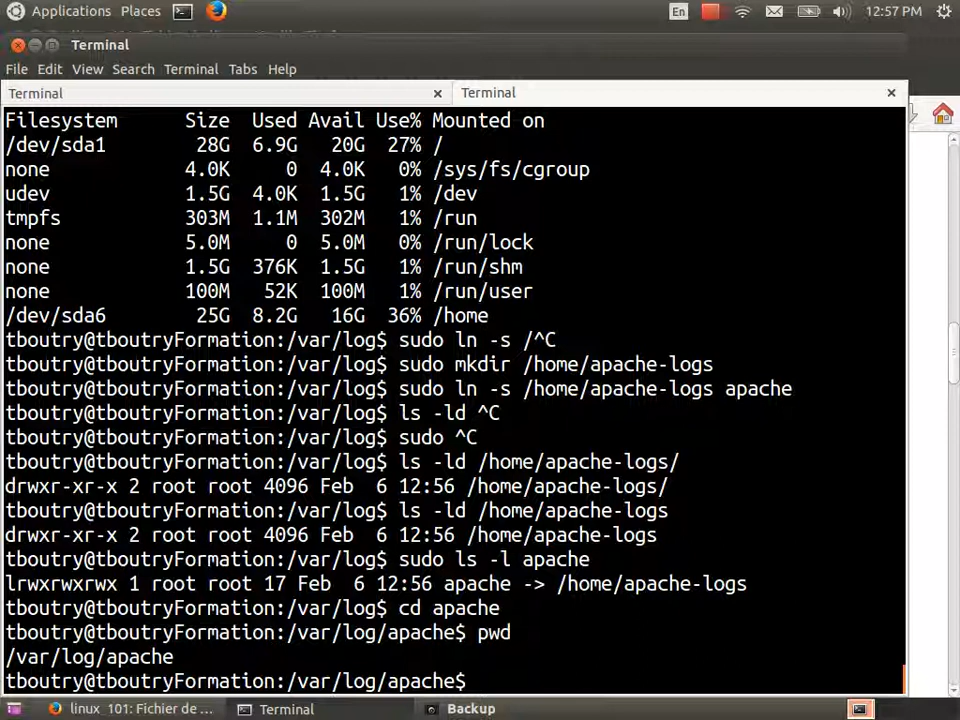 Applications Places En 12:57 PM
Terminal
File Edit View Search Terminal Tabs Help
Terminal Terminal
Filesystem Size Used Avail Use% Mounted on
/dev/sda1 28G 6.9G 20G 27% /
none 4.0K 0 4.0K 0% /sys/fs/cgroup
udev 1.5G 4.0K 1.5G 1% /dev
tmpfs 303M 1.1M 302M 1% /run
none 5.0M 0 5.0M 0% /run/lock
none 1.5G 376K 1.5G 1% /run/shm
none 100M 52K 100M 1% /run/user
/dev/sda6 25G 8.2G 16G 36% /home
tboutry@tboutryFormation:/var/log$ sudo ln -s /^C
tboutry@tboutryFormation:/var/log$ sudo mkdir /home/apache-logs
tboutry@tboutryFormation:/var/log$ sudo ln -s /home/apache-logs apache
tboutry@tboutryFormation:/var/log$ ls -ld ^C
tboutry@tboutryFormation:/var/log$ sudo ^C
tboutry@tboutryFormation:/var/log$ ls -ld /home/apache-logs/
drwxr-xr-x 2 root root 4096 Feb  6 12:56 /home/apache-logs/
tboutry@tboutryFormation:/var/log$ ls -ld /home/apache-logs
drwxr-xr-x 2 root root 4096 Feb  6 12:56 /home/apache-logs
tboutry@tboutryFormation:/var/log$ sudo ls -l apache
lrwxrwxrwx 1 root root 17 Feb  6 12:56 apache -> /home/apache-logs
tboutry@tboutryFormation:/var/log$ cd apache
tboutry@tboutryFormation:/var/log/apache$ pwd
/var/log/apache
tboutry@tboutryFormation:/var/log/apache$
linux_101: Fichier de ... Terminal Backup